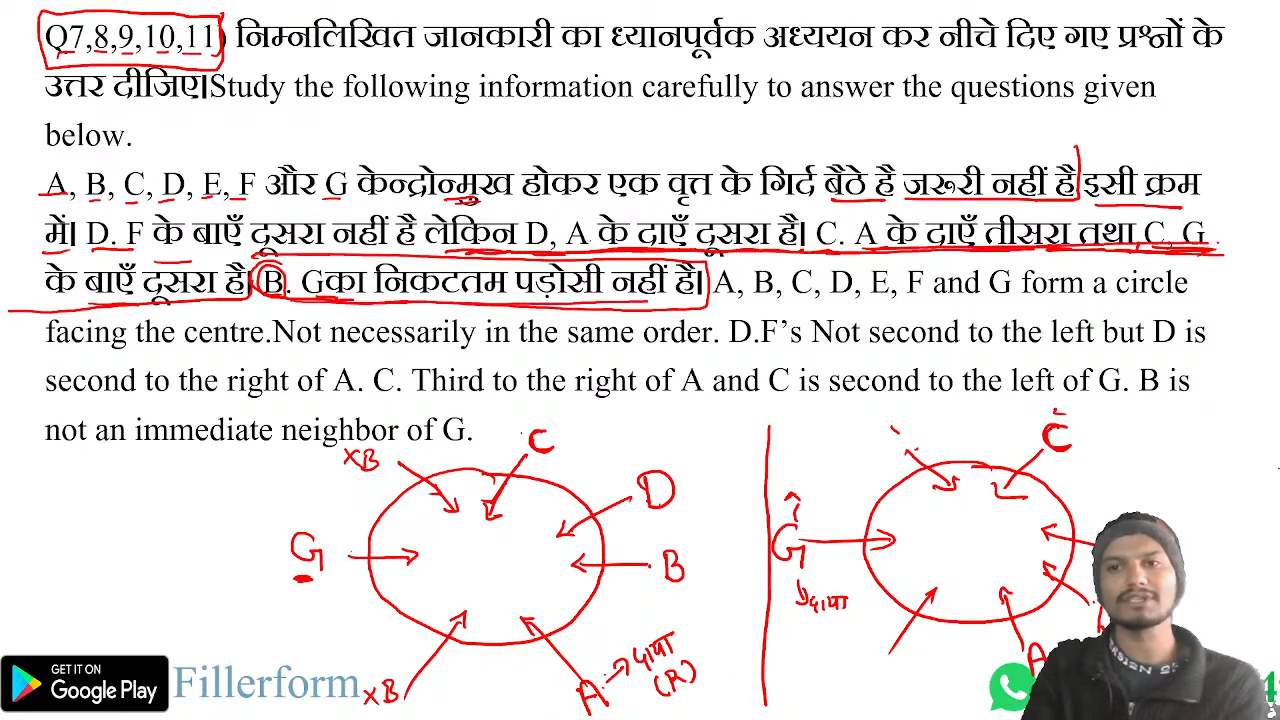 Q7,8,9,10,11) निम्नलिखित जानकारी का ध्यानपूर्वक अध्ययन कर नीचे दिए गए प्रश्नों के
उत्तर दीजिए।Study the following information carefully to answer the questions given
below.
A, B, C, D, E, F और G केन्द्रोन्मुख होकर एक वृत्त के गिर्द बैठे है जरूरी नहीं है इसी क्रम
में। D. F के बाएँ दूसरा नहीं है लेकिन D, A के दाएँ दूसरा है। C. A के दाएँ तीसरा तथा C, G
के बाएँ दूसरा है। B. Gका निकटतम पड़ोसी नहीं है। A, B, C, D, E, F and G form a circle
facing the centre.Not necessarily in the same order. D.F’s Not second to the left but D is
second to the right of A. C. Third to the right of A and C is second to the left of G. B is
not an immediate neighbor of G.
xB C D
G B
xB A दायां (R)
C
G
दायां
A
GET IT ON
Google Play
Fillerform